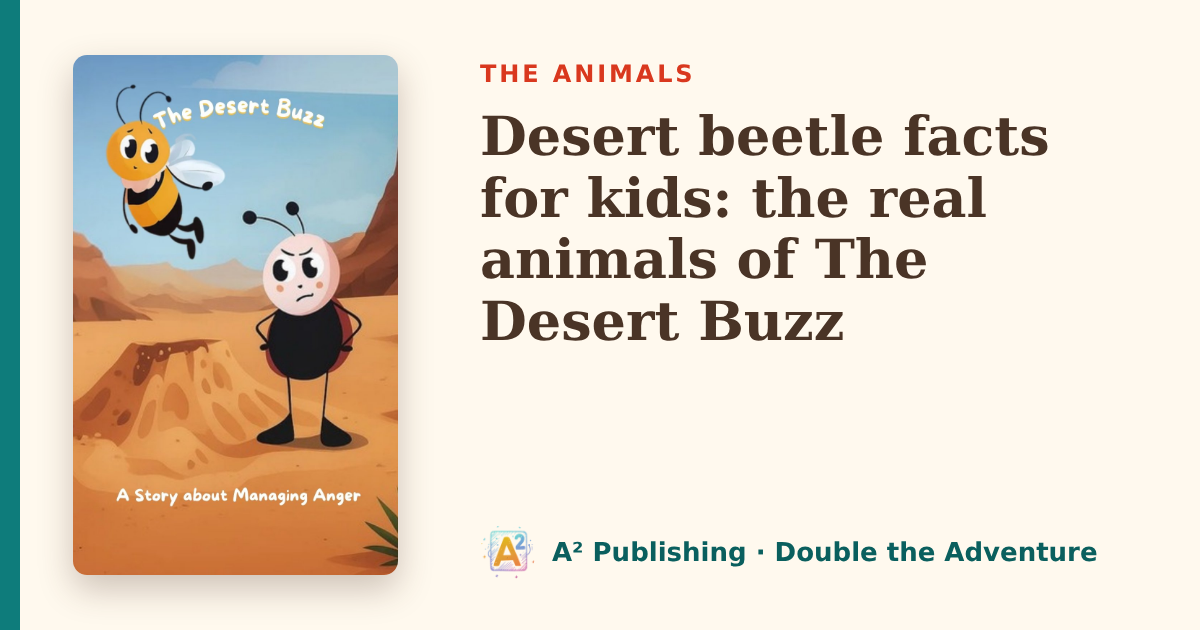 The Desert Buzz
A Story about Managing Anger
THE ANIMALS
Desert beetle facts
for kids: the real
animals of The
Desert Buzz
A²
A² Publishing · Double the Adventure